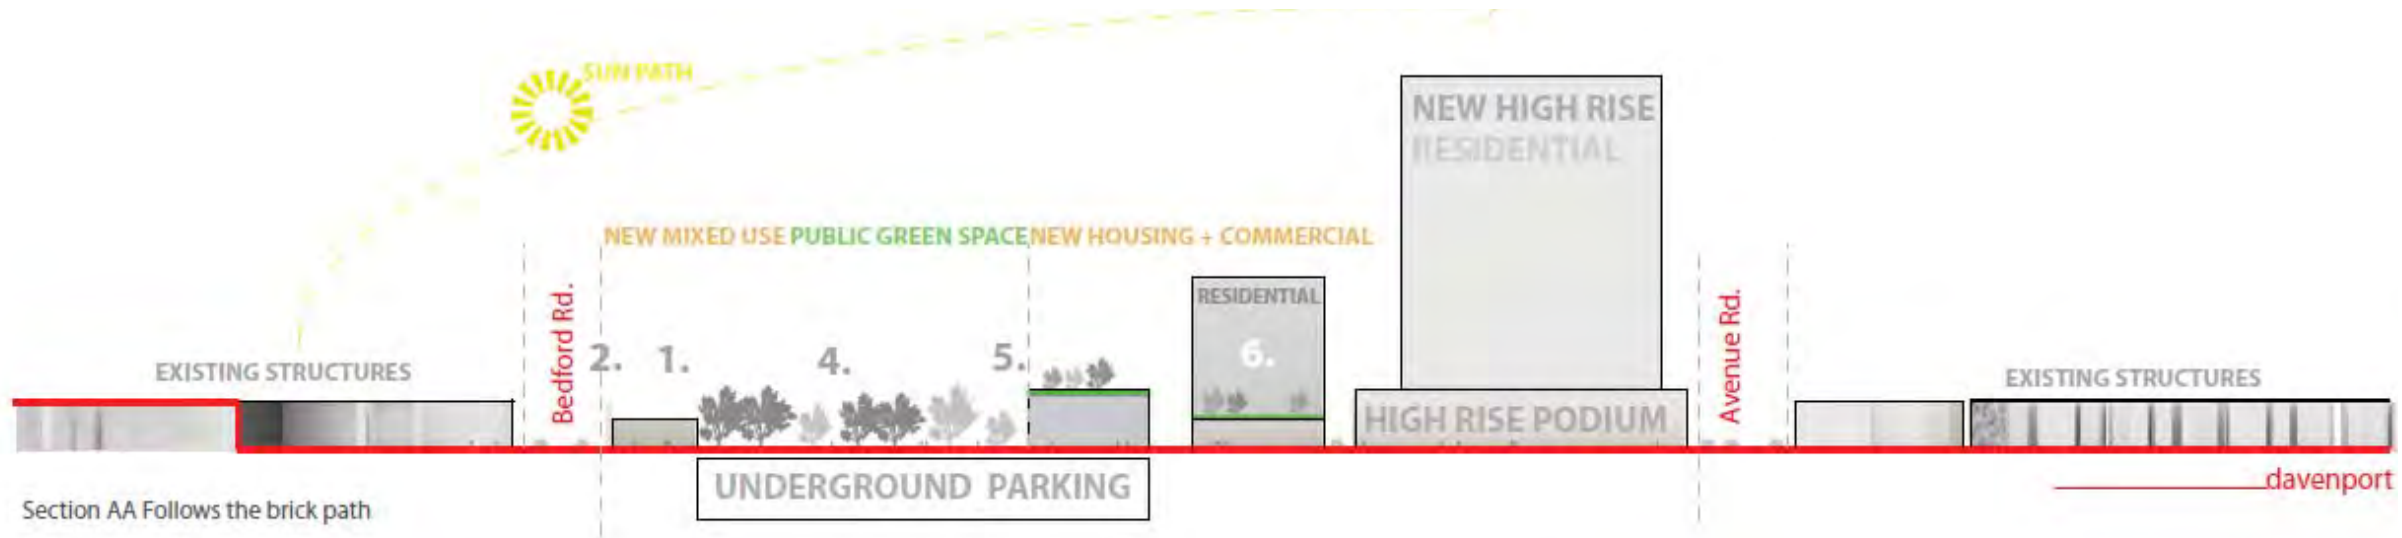 SUN PATH
NEW HIGH RISE
RESIDENTIAL
NEW MIXED USE PUBLIC GREEN SPACE NEW HOUSING + COMMERCIAL
Bedford Rd.
RESIDENTIAL
Avenue Rd.
2. 1. 4. 5. 6.
EXISTING STRUCTURES
EXISTING STRUCTURES
HIGH RISE PODIUM
UNDERGROUND PARKING
davenport
Section AA Follows the brick path